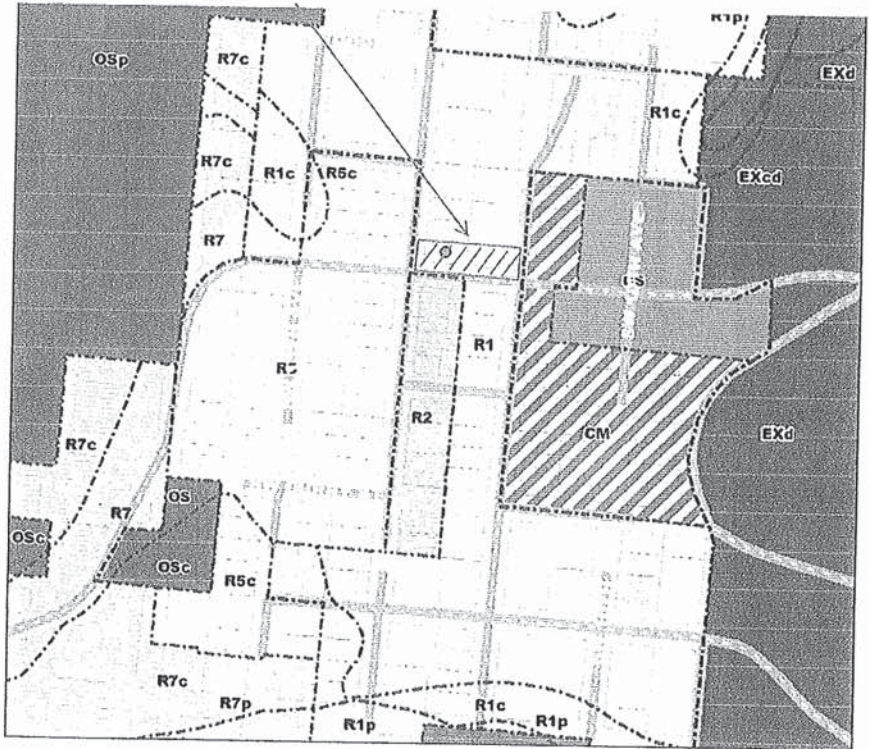 R1p
OSp
R7c
EXd
R1c
R7c
R1c
R5c
EXcd
R7
CS
R1
R2
R7c
CM
EXd
OS
R7
OSc
OSc
R5c
R7c
R7p
R1c
R1p
R1p